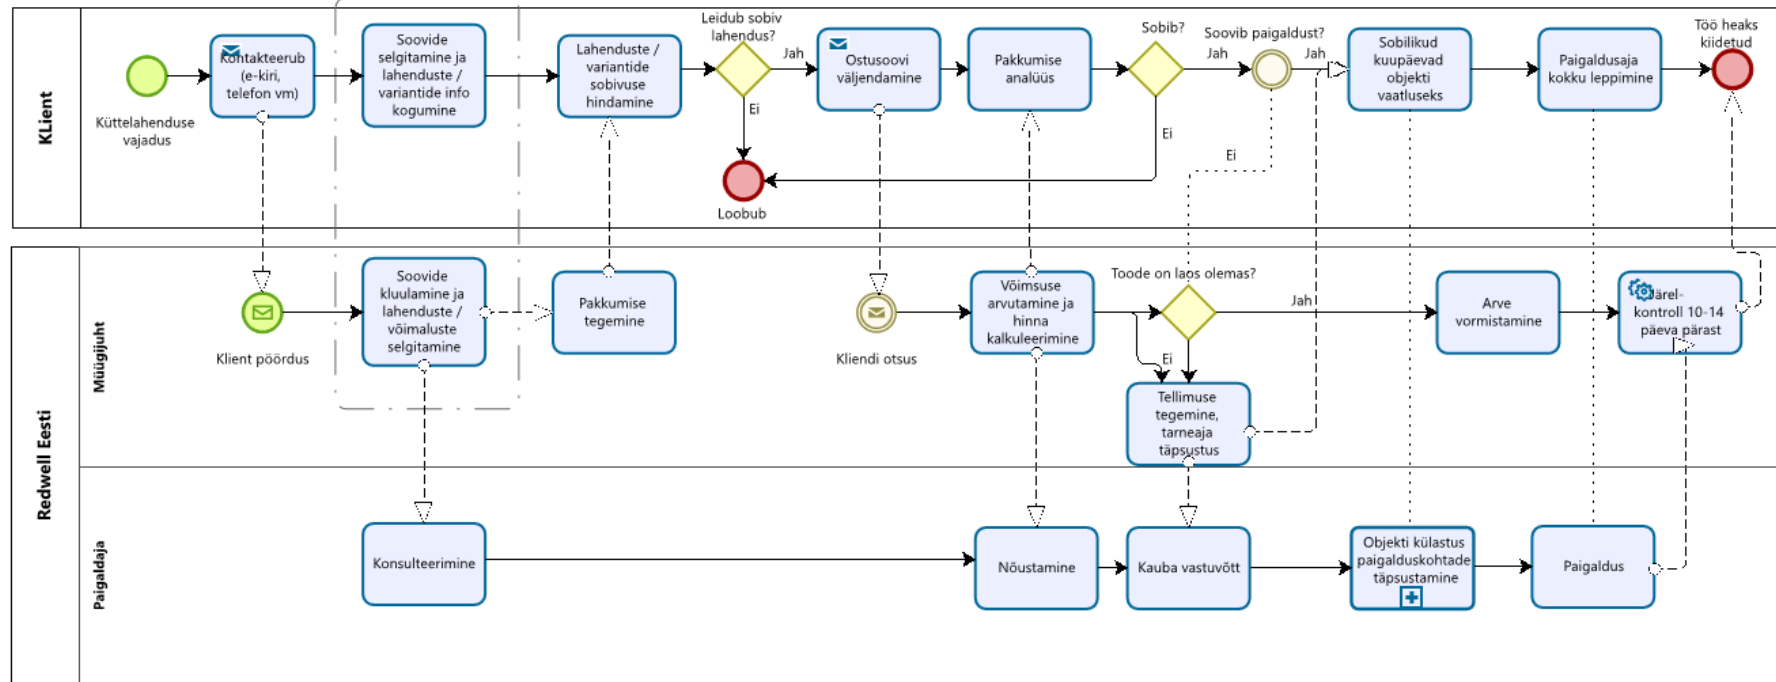 KLient
Küttelahenduse
vajadus
Kontakteerub
(e-kiri,
telefon vm)
Soovide
selgitamine ja
lahenduste /
variantide info
kogumine
Lahenduste /
variantide
sobivuse
hindamine
Leidub sobiv
lahendus?
Jah
Ei
Loobub
Ostusoovi
väljendamine
Pakkumise
analüüs
Sobib?
Jah
Ei
Soovib paigaldust?
Jah
Ei
Sobilikud
kuupäevad
objekti
vaatluseks
Paigaldusaja
kokku leppimine
Töö heaks
kiidetud
Redwell Eesti
Müügijuht
Klient pöördus
Soovide
kluulamine ja
lahenduste /
võimaluste
selgitamine
Pakkumise
tegemine
Kliendi otsus
Võimsuse
arvutamine ja
hinna
kalkuleerimine
Toode on laos olemas?
Jah
Ei
Tellimuse
tegemine,
tarneaja
täpsustus
Arve
vormistamine
Järel-
kontroll 10-14
päeva pärast
Paigaldaja
Konsulteerimine
Nõustamine
Kauba vastuvõtt
Objekti külastus
paigalduskohtade
täpsustamine
Paigaldus